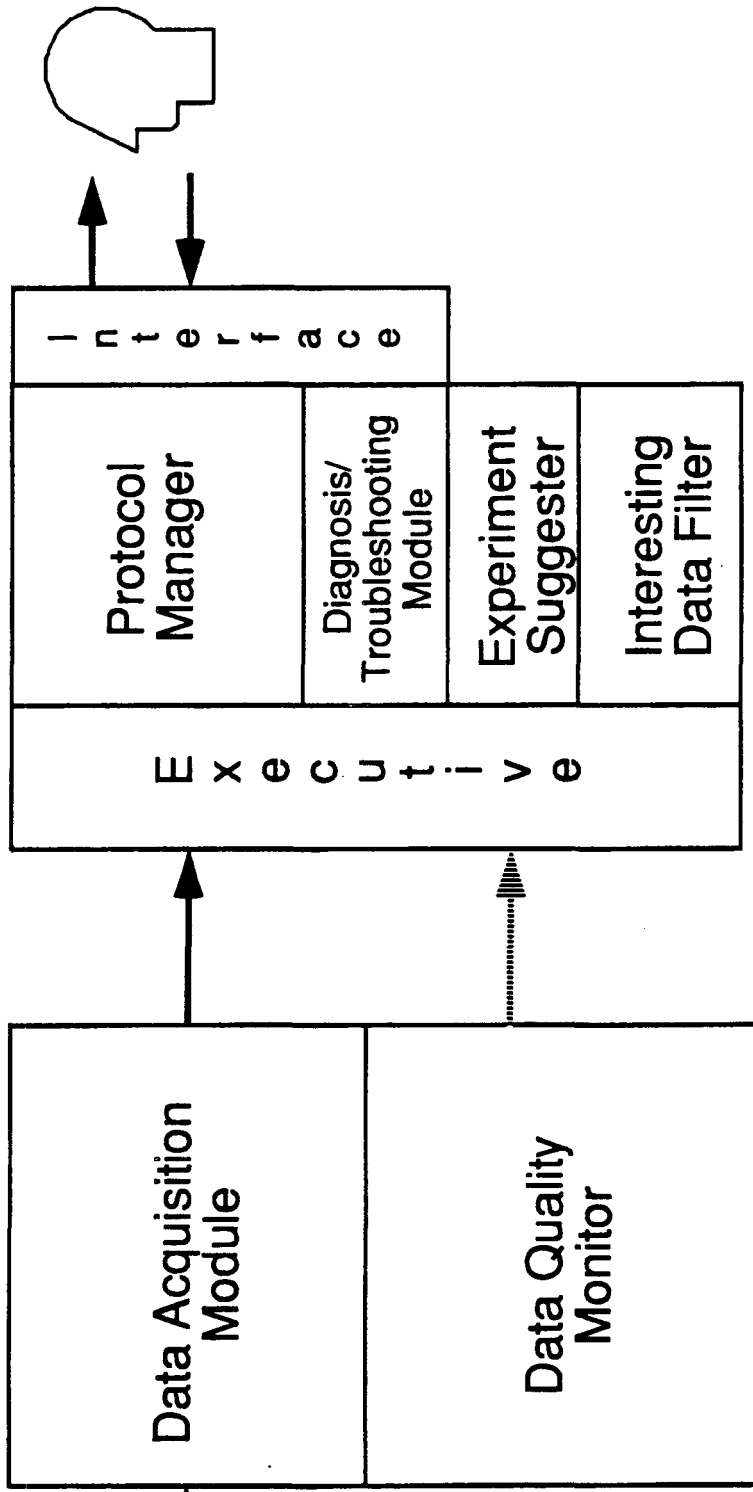 Data Acquisition
Module
Data Quality
Monitor
Executive
Protocol
Manager
Diagnosis/
Troubleshooting
Module
Experiment
Suggester
Interesting
Data Filter
Interface